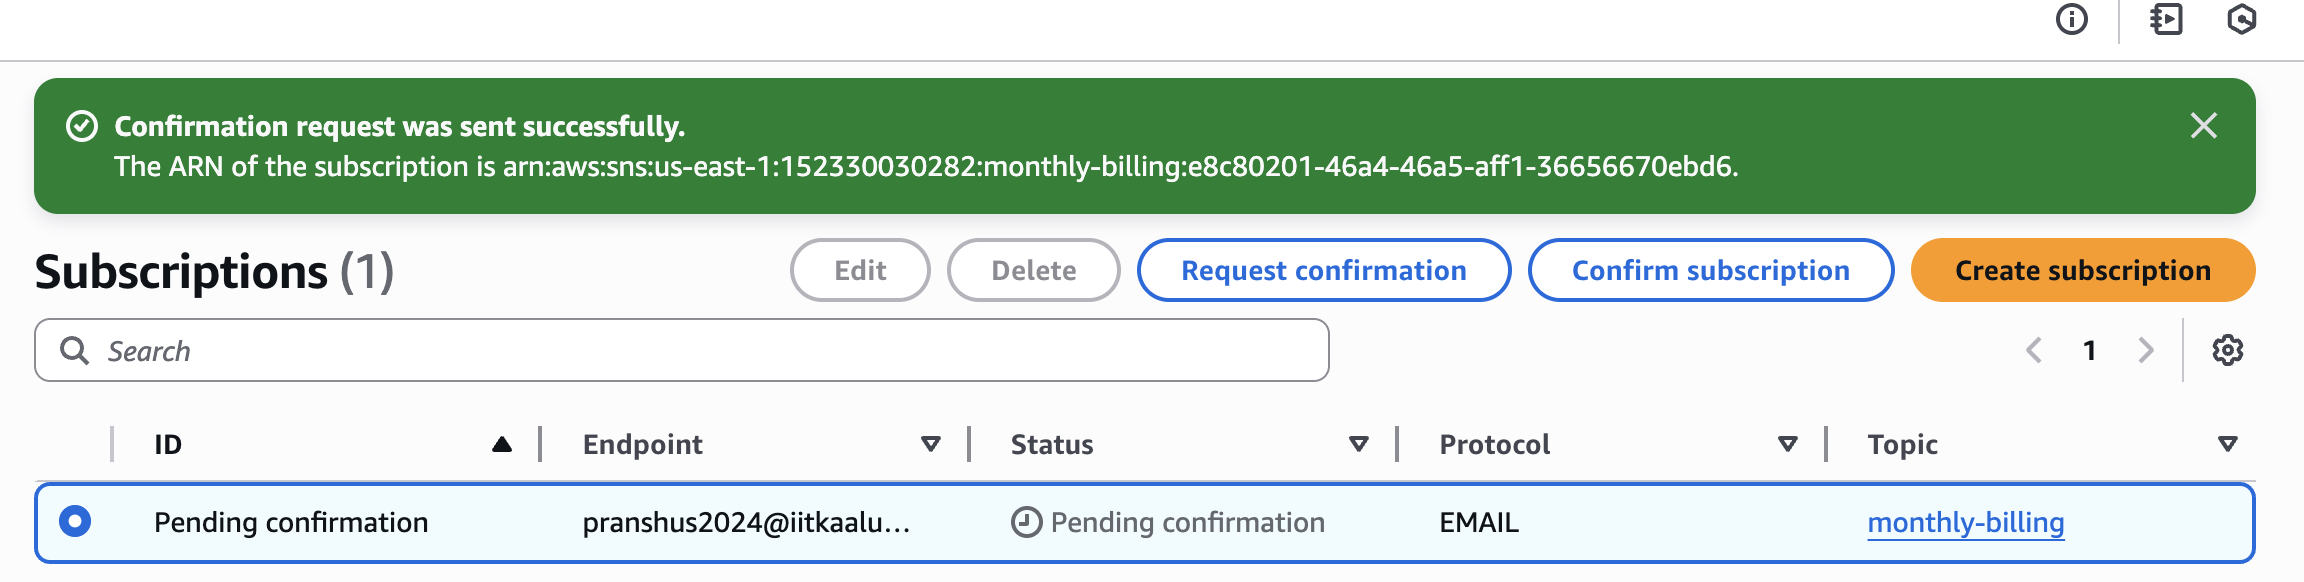 Confirmation request was sent successfully.
The ARN of the subscription is arn:aws:sns:us-east-1:152330030282:monthly-billing:e8c80201-46a4-46a5-aff1-36656670ebd6.
Subscriptions (1)
Edit
Delete
Request confirmation
Confirm subscription
Create subscription
Search
1
ID
Endpoint
Status
Protocol
Topic
Pending confirmation
pranshus2024@iitkaalu...
Pending confirmation
EMAIL
monthly-billing